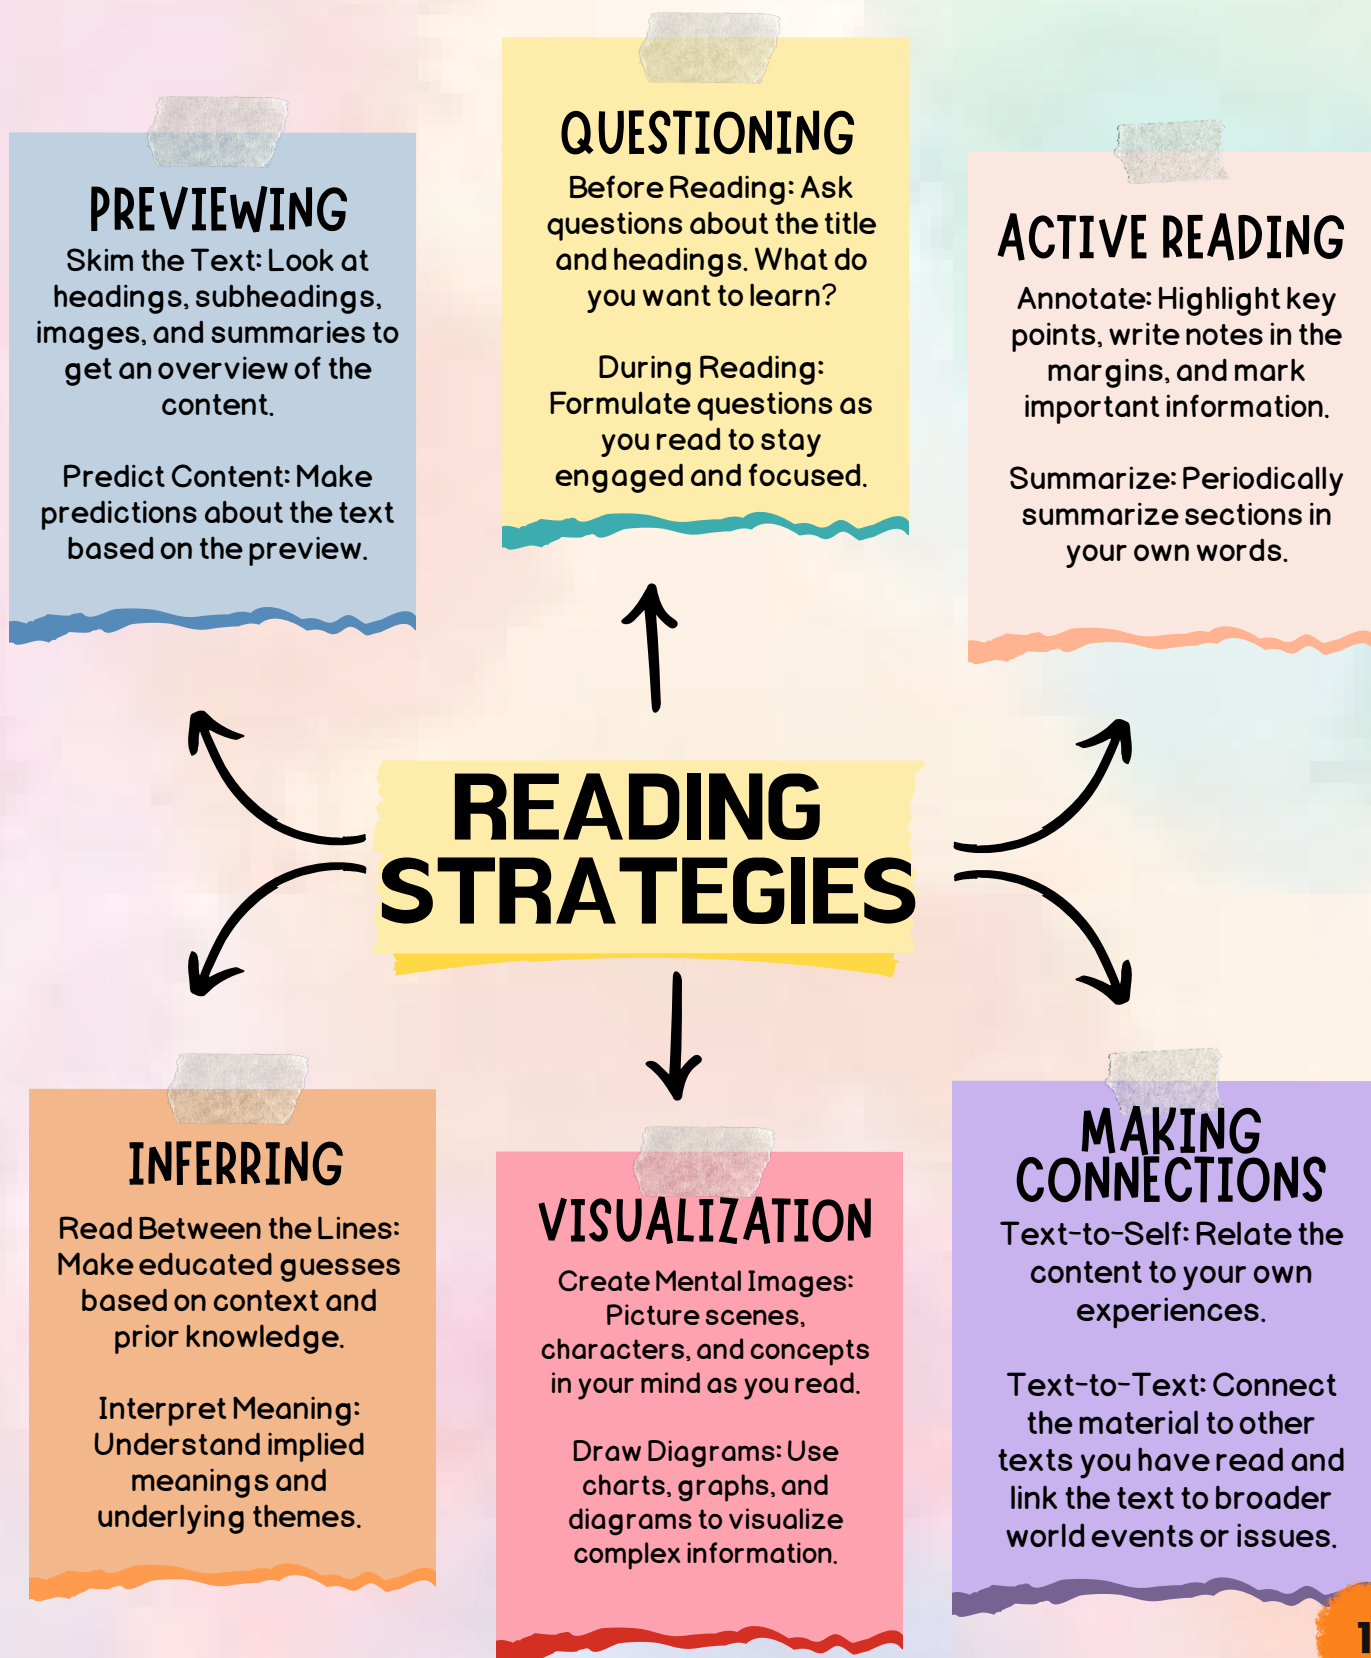 PREVIEWING
Skim the Text: Look at
headings, subheadings,
images, and summaries to
get an overview of the
content.
Predict Content: Make
predictions about the text
based on the preview.
QUESTIONING
Before Reading: Ask
questions about the title
and headings. What do
you want to learn?
During Reading:
Formulate questions as
you read to stay
engaged and focused.
ACTIVE READING
Annotate: Highlight key
points, write notes in the
margins, and mark
important information.
Summarize: Periodically
summarize sections in
your own words.
READING
STRATEGIES
INFERRING
Read Between the Lines:
Make educated guesses
based on context and
prior knowledge.
Interpret Meaning:
Understand implied
meanings and
underlying themes.
VISUALIZATION
Create Mental Images:
Picture scenes,
characters, and concepts
in your mind as you read.
Draw Diagrams: Use
charts, graphs, and
diagrams to visualize
complex information.
MAKING
CONNECTIONS
Text-to-Self: Relate the
content to your own
experiences.
Text-to-Text: Connect
the material to other
texts you have read and
link the text to broader
world events or issues.
1